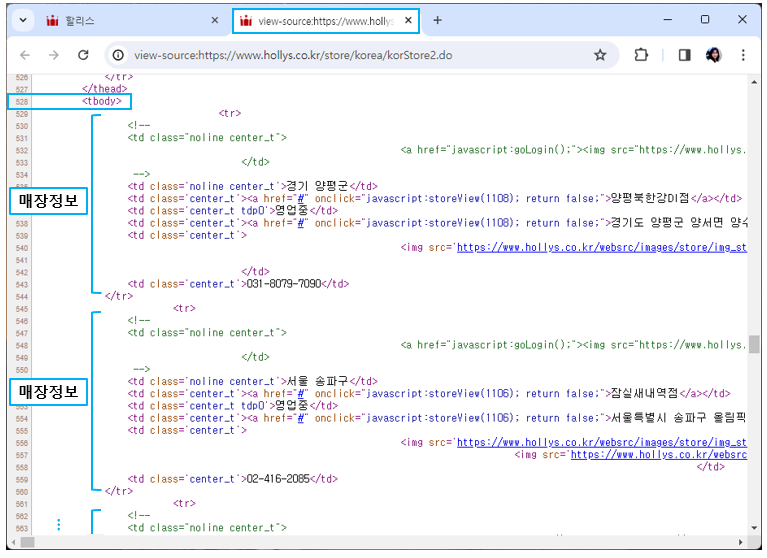 할리스
view-source:https://www.hollys
view-source:https://www.hollys.co.kr/store/korea/korStore2.do
526 </tr>
527 </thead>
528 <tbody>
529 <tr>
530 <!--
531 <td class="noline center_t">
532 <a href="javascript:goLogin();"><img src="https://www.hollys.
533 </td>
534 -->
<td class='noline center_t'>경기 양평군</td>
매장정보
<td class='center_t'><a href="#" onclick="javascript:storeView(1108); return false;">양평북한강DI점</a></td>
<td class='center_t tdp0'>영업중</td>
538 <td class='center_t'><a href="#" onclick="javascript:storeView(1108); return false;">경기도 양평군 양서면 양수
539 <td class='center_t'>
540 <img src='https://www.hollys.co.kr/websrc/images/store/img_st
541
542 </td>
543 <td class='center_t'>031-8079-7090</td>
544 </tr>
545 <tr>
546 <!--
547 <td class="noline center_t">
548 <a href="javascript:goLogin();"><img src="https://www.hollys.
549 </td>
550 -->
<td class='noline center_t'>서울 송파구</td>
매장정보
<td class='center_t'><a href="#" onclick="javascript:storeView(1106); return false;">잠실새내역점</a></td>
<td class='center_t tdp0'>영업중</td>
554 <td class='center_t'><a href="#" onclick="javascript:storeView(1106); return false;">서울특별시 송파구 올림픽
555 <td class='center_t'>
556 <img src='https://www.hollys.co.kr/websrc/images/store/img_st
557 <img src='https://www.hollys.co.kr/websrc
558 </td>
559 <td class='center_t'>02-416-2085</td>
560 </tr>
561 <tr>
562 <!--
563 <td class="noline center_t">